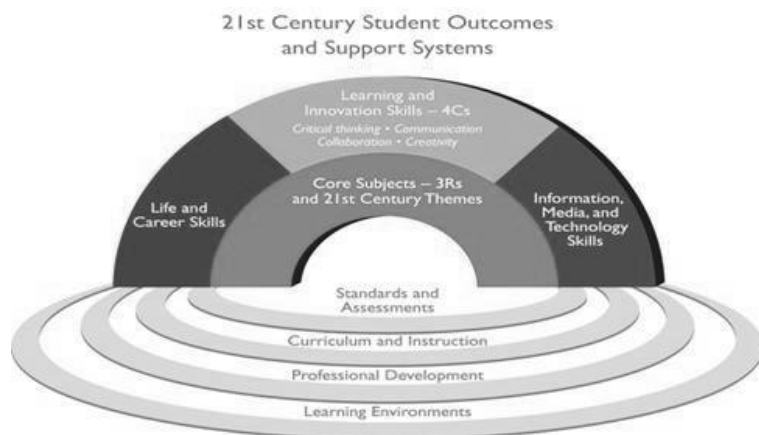 21st Century Student Outcomes
and Support Systems
Learning and
Innovation Skills – 4Cs
Critical thinking • Communication
Collaboration • Creativity
Core Subjects – 3Rs
and 21st Century Themes
Life and
Career Skills
Information,
Media, and
Technology
Skills
Standards and
Assessments
Curriculum and Instruction
Professional Development
Learning Environments